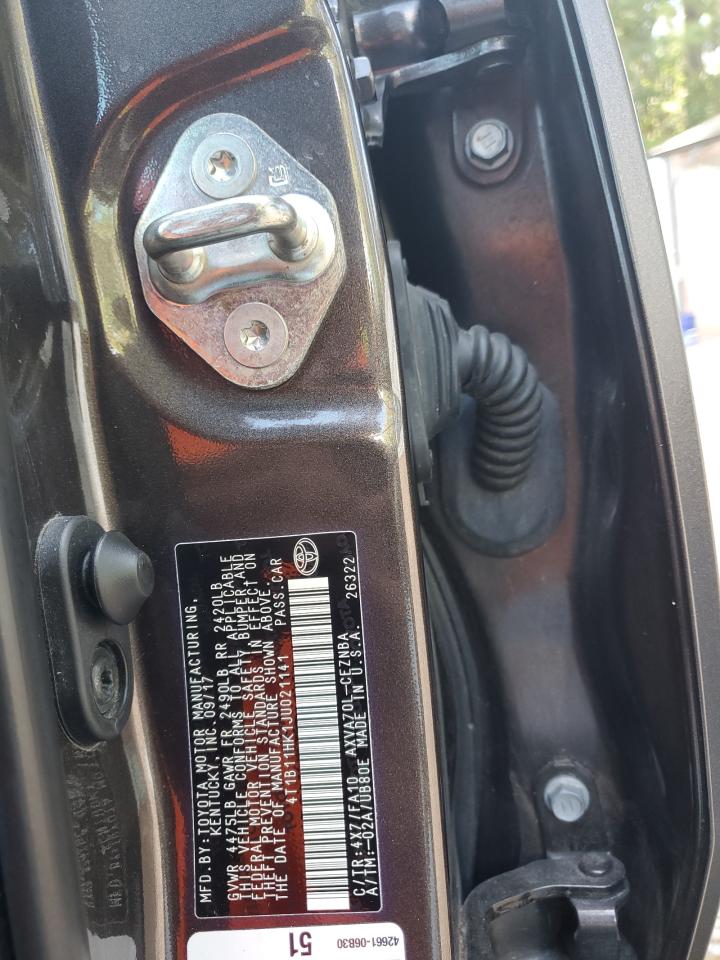 MFD. BY: TOYOTA MOTOR MANUFACTURING,
KENTUCKY, INC. 09/17
GVWR 4475LB GAWR FR 2490LB RR 2420LB
THIS VEHICLE CONFORMS TO ALL APPLICABLE
FEDERAL MOTOR VEHICLE SAFETY, BUMPER, AND
THEFT PREVENTION STANDARDS IN EFFECT ON
THE DATE OF MANUFACTURE SHOWN ABOVE.
4T1B11HK1JU021141 PASS. CAR
C/TR: 4X7/FA10 AXVA70L-CEZNBA 26322
A/TM: -02A/UB80E MADE IN U.S.A.
42661-06B30
51